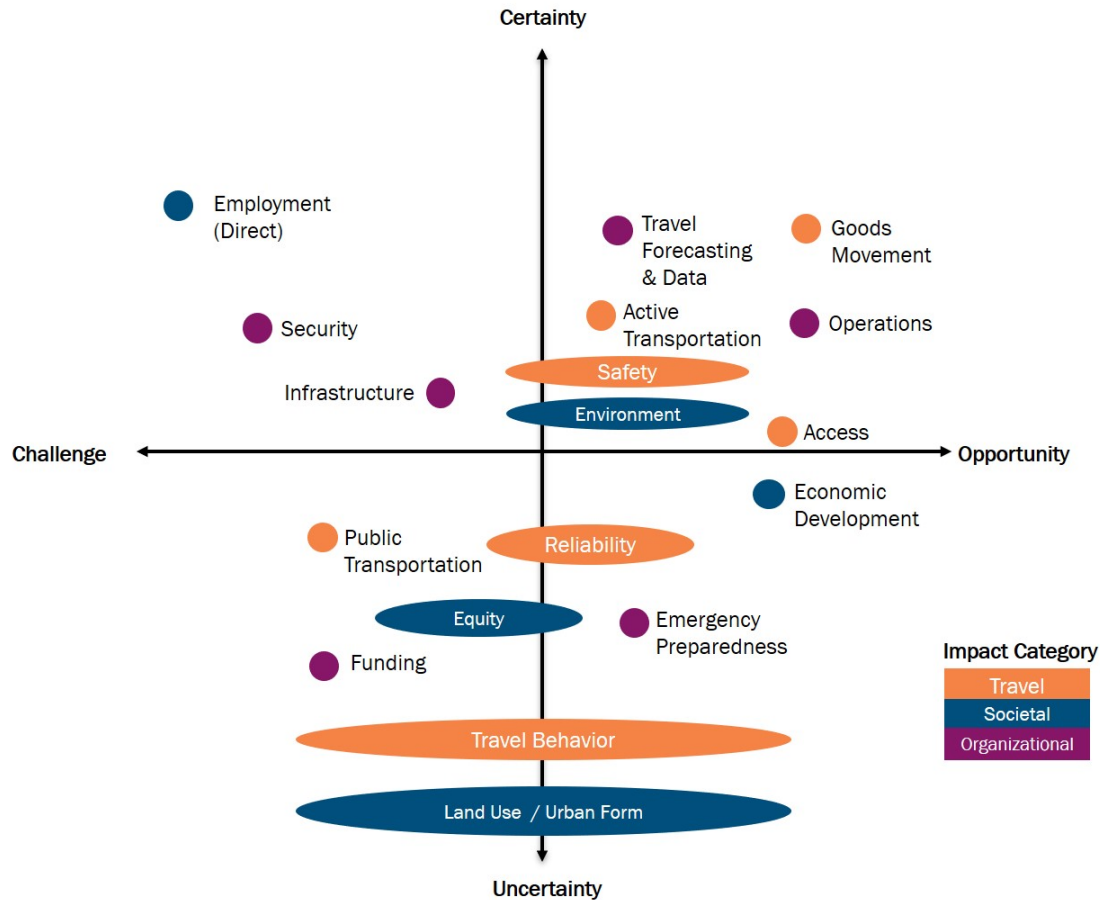 Certainty
Employment
(Direct)
Travel
Forecasting
& Data
Goods
Movement
Active
Transportation
Security
Operations
Safety
Infrastructure
Environment
Access
Challenge
Opportunity
Economic
Development
Public
Transportation
Reliability
Equity
Emergency
Preparedness
Funding
Impact Category
Travel
Societal
Organizational
Travel Behavior
Land Use / Urban Form
Uncertainty